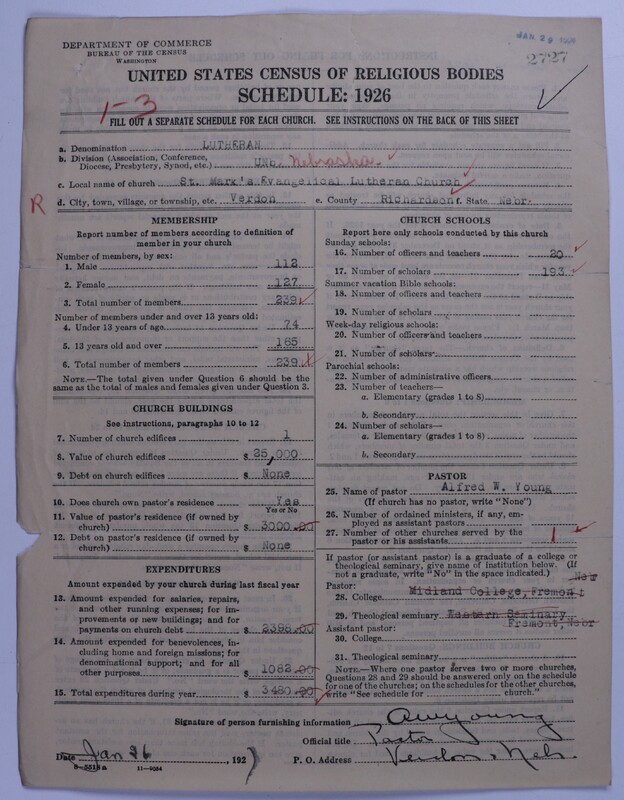 JAN 29 1927
DEPARTMENT OF COMMERCE
BUREAU OF THE CENSUS
WASHINGTON
2727
UNITED STATES CENSUS OF RELIGIOUS BODIES
SCHEDULE: 1926
1-3
FILL OUT A SEPARATE SCHEDULE FOR EACH CHURCH. SEE INSTRUCTIONS ON THE BACK OF THIS SHEET
a. Denomination LUTHERAN
b. Division (Association, Conference, Diocese, Presbytery, Synod, etc.) Nebraska
c. Local name of church St. Mark's Evangelical Lutheran Church
R
d. City, town, village, or township, etc. Verdon e. County Richardson State Nebr.
MEMBERSHIP
Report number of members according to definition of
member in your church
Number of members, by sex:
1. Male 112
2. Female 127
3. Total number of members 239
Number of members under and over 13 years old:
4. Under 13 years of age 74
5. 13 years old and over 165
6. Total number of members 239
NOTE.—The total given under Question 6 should be the
same as the total of males and females given under Question 3.
CHURCH BUILDINGS
See instructions, paragraphs 10 to 12
7. Number of church edifices 1
8. Value of church edifices $ 25,000
9. Debt on church edifices $ None
10. Does church own pastor's residence Yes
Yes or No
11. Value of pastor's residence (if owned by
church) $ 3000.00
12. Debt on pastor's residence (if owned by
church) $ None
EXPENDITURES
Amount expended by your church during last fiscal year
13. Amount expended for salaries, repairs,
and other running expenses; for im-
provements or new buildings; and for
payments on church debt $ 2398.00
14. Amount expended for benevolences, in-
cluding home and foreign missions; for
denominational support; and for all
other purposes $ 1082.00
15. Total expenditures during year $ 3480.00
CHURCH SCHOOLS
Report here only schools conducted by this church
Sunday schools:
16. Number of officers and teachers 20
17. Number of scholars 193
Summer vacation Bible schools:
18. Number of officers and teachers
19. Number of scholars
Week-day religious schools:
20. Number of officers and teachers
21. Number of scholars
Parochial schools:
22. Number of administrative officers
23. Number of teachers—
a. Elementary (grades 1 to 8)
b. Secondary
24. Number of scholars—
a. Elementary (grades 1 to 8)
b. Secondary
PASTOR
25. Name of pastor Alfred W. Young
(If church has no pastor, write "None")
26. Number of ordained ministers, if any, em-
ployed as assistant pastors
27. Number of other churches served by the
pastor or his assistants 1
If pastor (or assistant pastor) is a graduate of a college or
theological seminary, give name of institution below. (If
not a graduate, write "No" in the space indicated.) Nebr
Pastor:
28. College Midland College, Fremont
29. Theological seminary Western Seminary
Assistant pastor: Fremont, Nebr
30. College
31. Theological seminary
NOTE.—Where one pastor serves two or more churches,
Questions 28 and 29 should be answered only on the schedule
for one of the churches; on the schedules for the other churches,
write "See schedule for church."
Signature of person furnishing information AW Young
Official title Pastor
Date Jan 26, 1927 P. O. Address Verdon, Neb.
8-5318a 11-9034